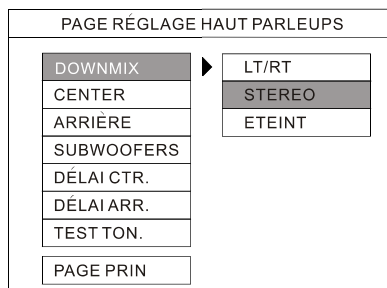 PAGE RÉGLAGE HAUT PARLEUPS
DOWNMIX
CENTER
ARRIÈRE
SUBWOOFERS
DÉLAI CTR.
DÉLAI ARR.
TEST TON.
PAGE PRIN
LT/RT
STEREO
ETEINT